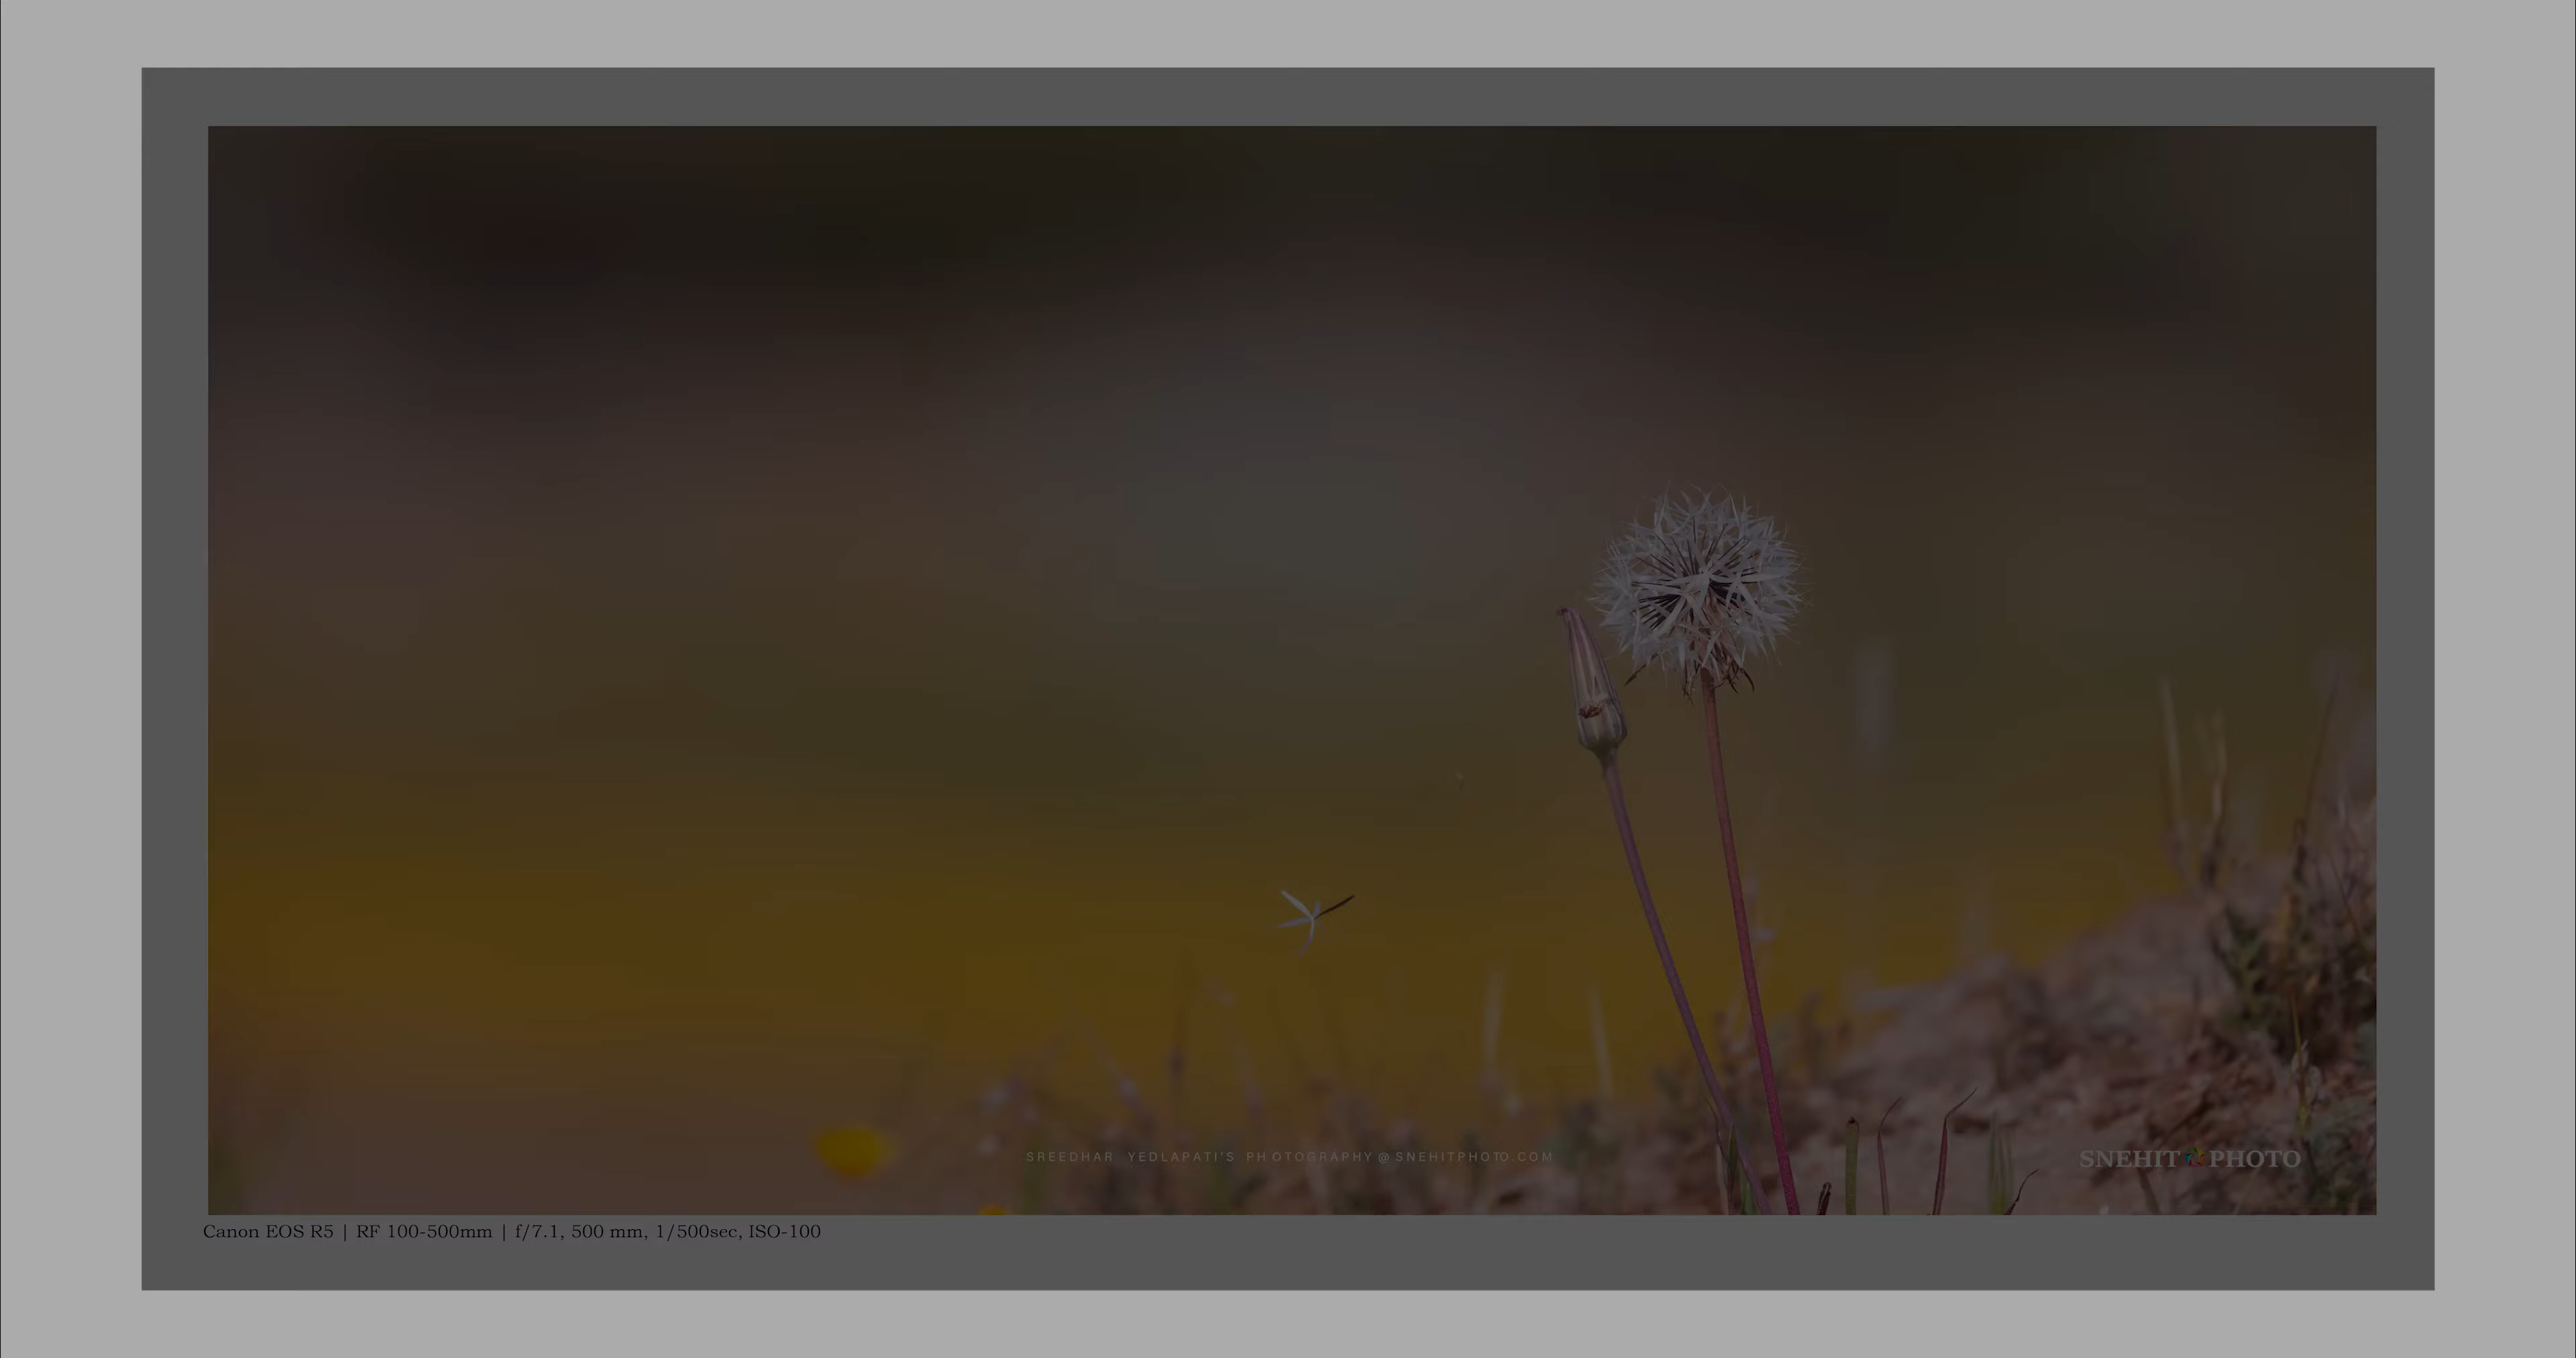 SREEDHAR YEDLAPATI'S PHOTOGRAPHY@SNEHITPHOTO.COM
SNEHIT PHOTO
Canon EOS R5 | RF 100-500mm | f/7.1, 500 mm, 1/500sec, ISO-100